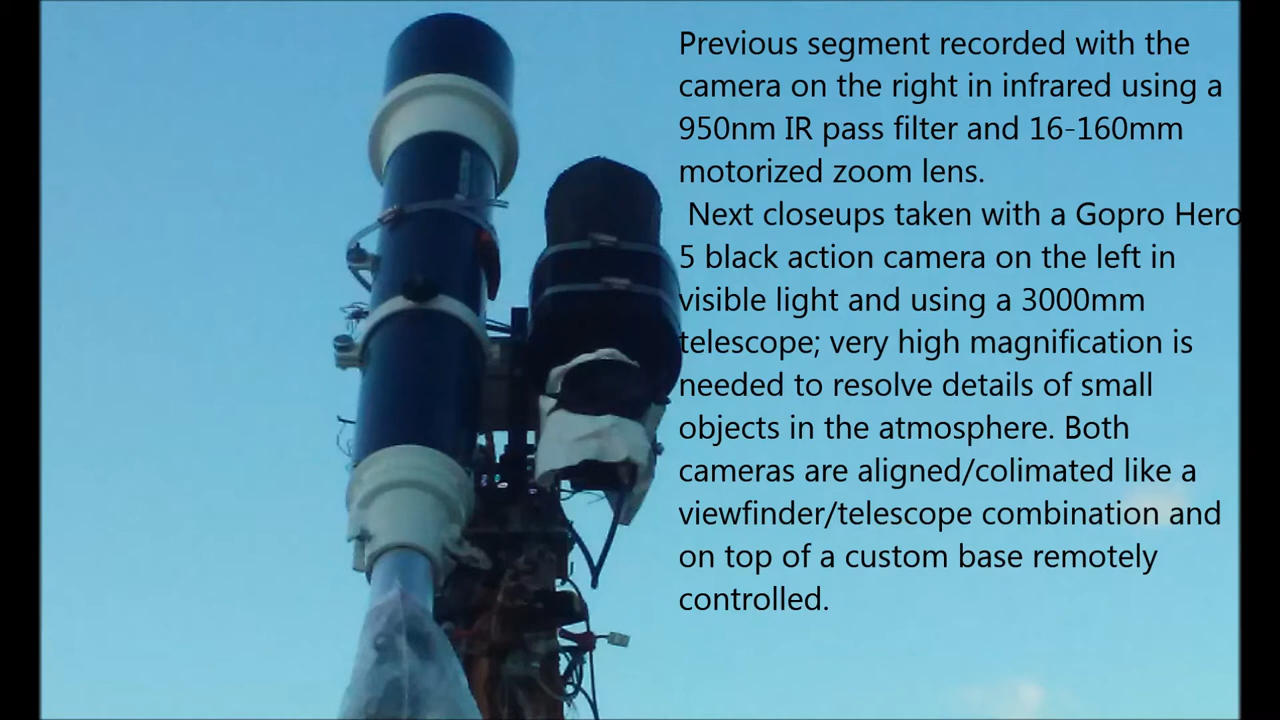 Previous segment recorded with the
camera on the right in infrared using a
950nm IR pass filter and 16-160mm
motorized zoom lens.
Next closeups taken with a Gopro Hero
5 black action camera on the left in
visible light and using a 3000mm
telescope; very high magnification is
needed to resolve details of small
objects in the atmosphere. Both
cameras are aligned/colimated like a
viewfinder/telescope combination and
on top of a custom base remotely
controlled.